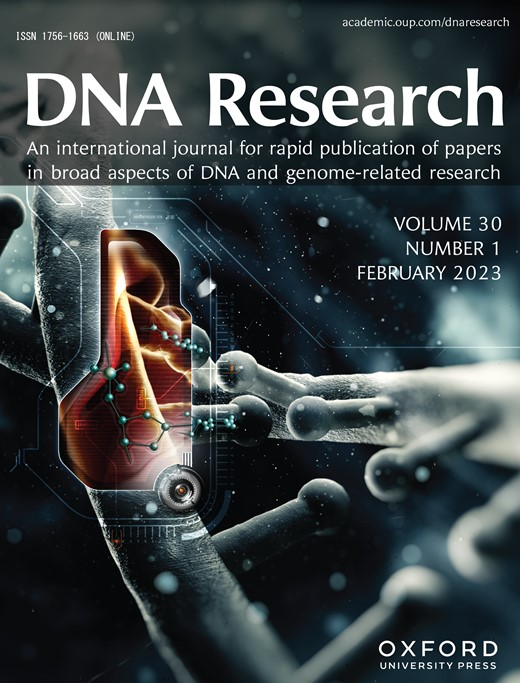 academic.oup.com/dnaresearch
ISSN 1756-1663 (ONLINE)
DNA Research
An international journal for rapid publication of papers
in broad aspects of DNA and genome-related research
VOLUME 30
NUMBER 1
FEBRUARY 2023
OXFORD
UNIVERSITY PRESS